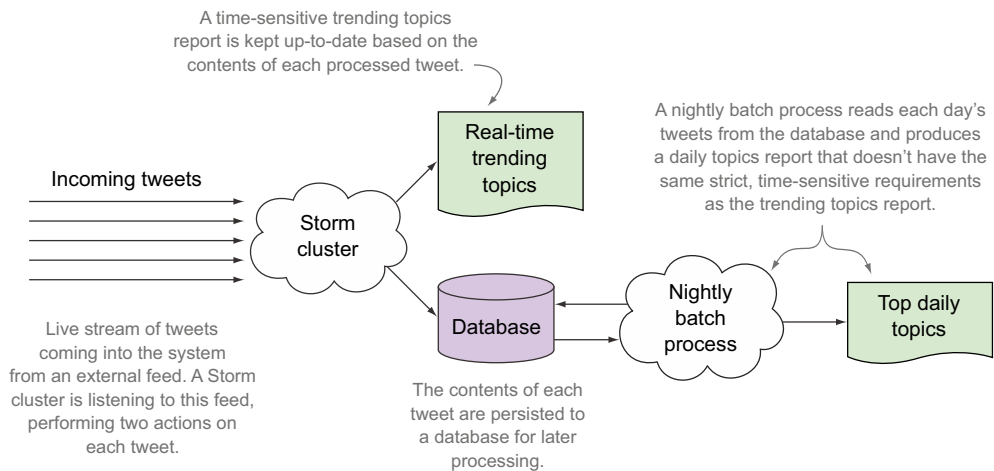 A time-sensitive trending topics
report is kept up-to-date based on the
contents of each processed tweet.
Real-time
trending
topics
A nightly batch process reads each day’s
tweets from the database and produces
a daily topics report that doesn’t have the
same strict, time-sensitive requirements
as the trending topics report.
Incoming tweets
Storm
cluster
Live stream of tweets
coming into the system
from an external feed. A Storm
cluster is listening to this feed,
performing two actions on
each tweet.
Database
The contents of each
tweet are persisted to
a database for later
processing.
Nightly
batch
process
Top daily
topics